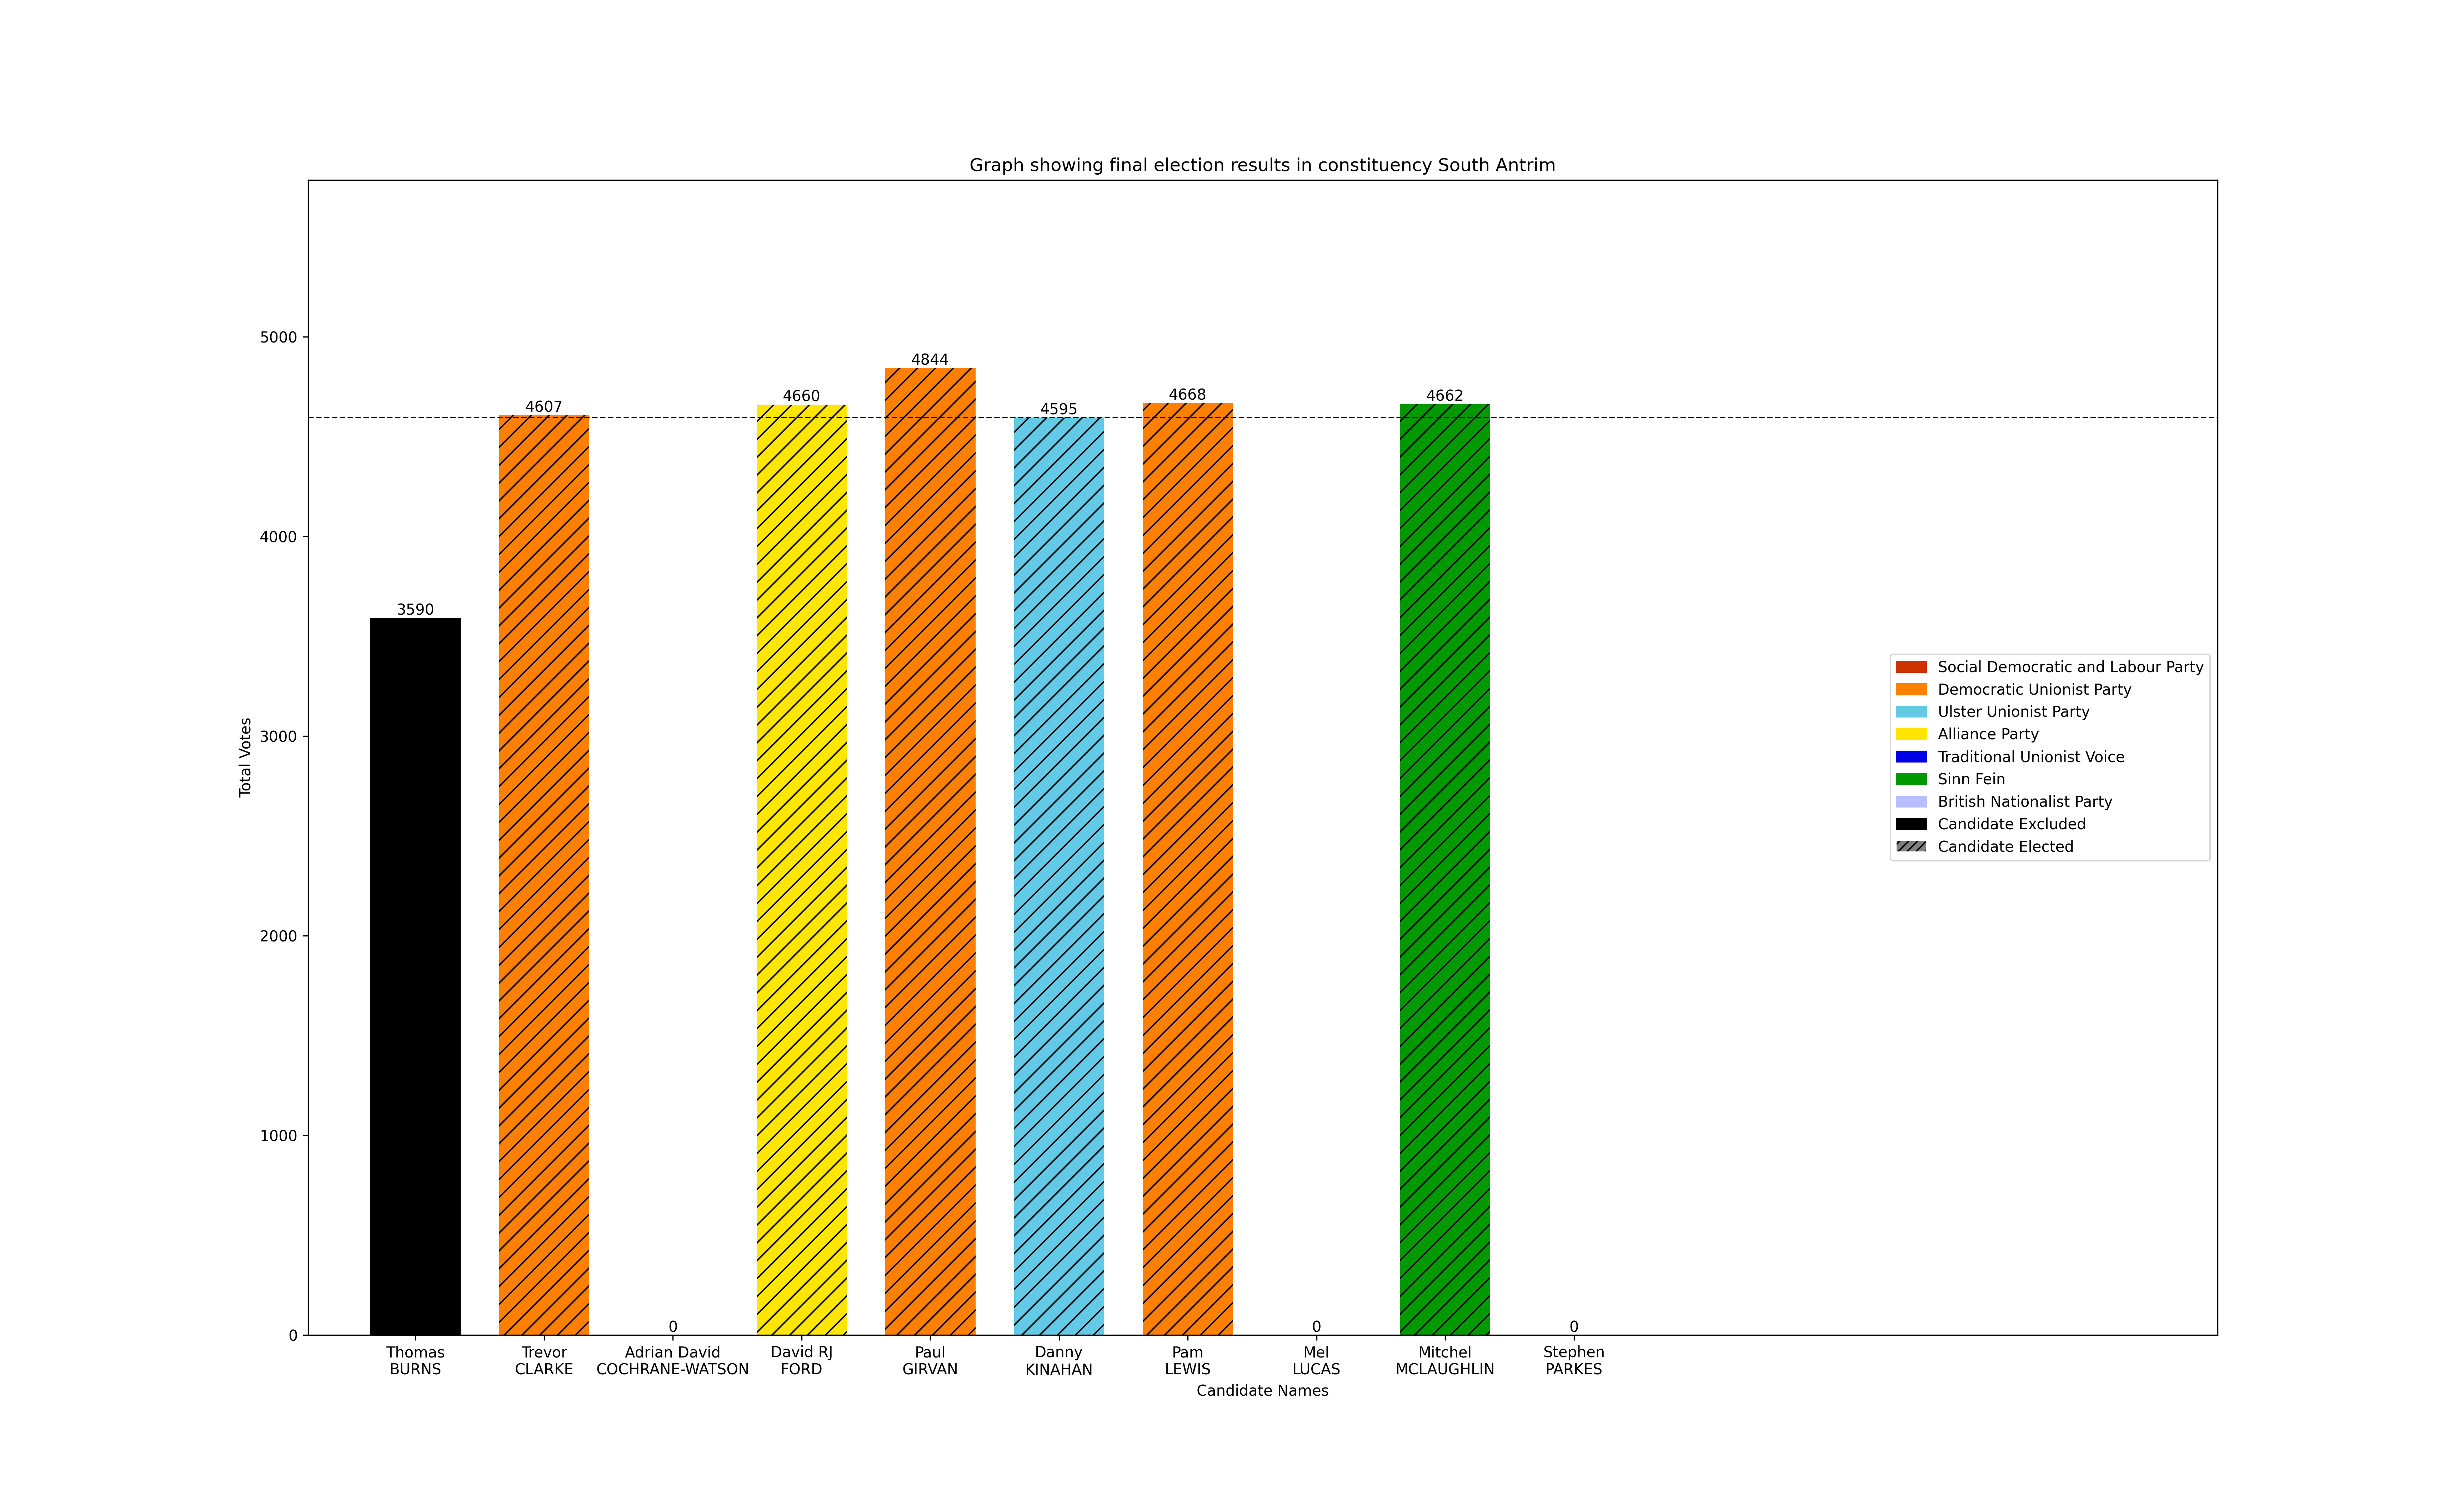 Graph showing final election results in constituency South Antrim
Total Votes
5000
4000
3000
2000
1000
0
3590
4607
0
4660
4844
4595
4668
0
4662
0
Thomas
BURNS
Trevor
CLARKE
Adrian David
COCHRANE-WATSON
David RJ
FORD
Paul
GIRVAN
Danny
KINAHAN
Pam
LEWIS
Mel
LUCAS
Mitchel
MCLAUGHLIN
Stephen
PARKES
Candidate Names
Social Democratic and Labour Party
Democratic Unionist Party
Ulster Unionist Party
Alliance Party
Traditional Unionist Voice
Sinn Fein
British Nationalist Party
Candidate Excluded
Candidate Elected